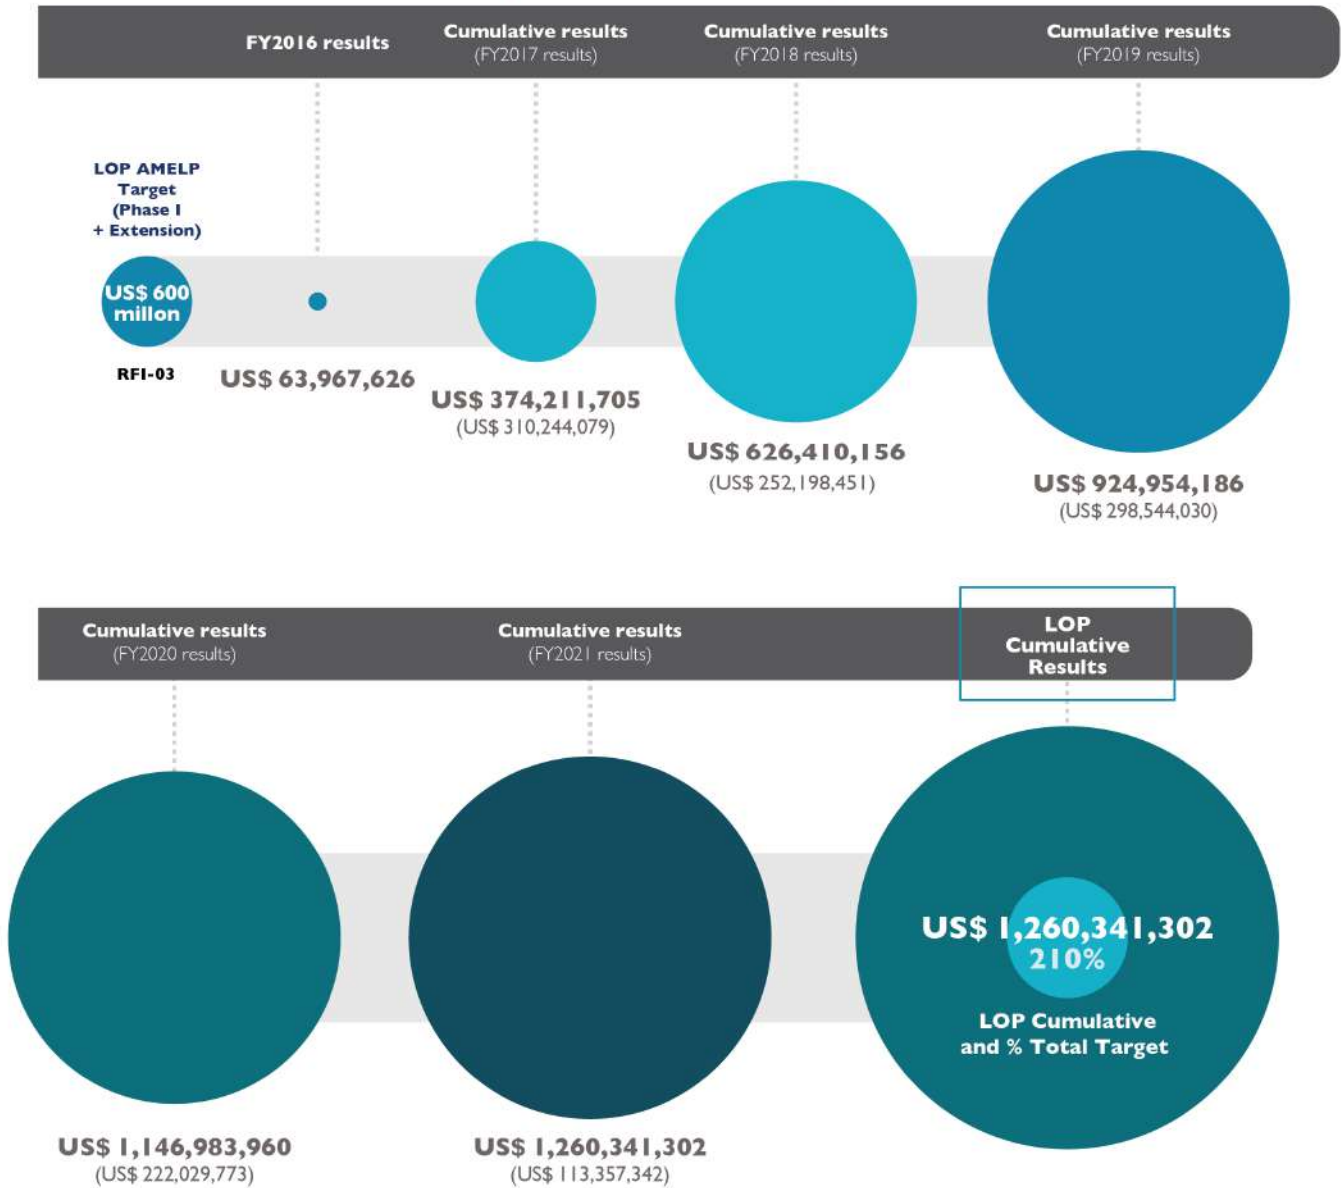 FY2016 results
Cumulative results
(FY2017 results)
Cumulative results
(FY2018 results)
Cumulative results
(FY2019 results)
LOP AMELP
Target
(Phase I
+ Extension)
US$ 600
millon
RFI-03
US$ 63,967,626
US$ 374,211,705
(US$ 310,244,079)
US$ 626,410,156
(US$ 252,198,451)
US$ 924,954,186
(US$ 298,544,030)
Cumulative results
(FY2020 results)
Cumulative results
(FY2021 results)
LOP
Cumulative
Results
US$ 1,146,983,960
(US$ 222,029,773)
US$ 1,260,341,302
(US$ 113,357,342)
US$ 1,260,341,302
210%
LOP Cumulative
and % Total Target